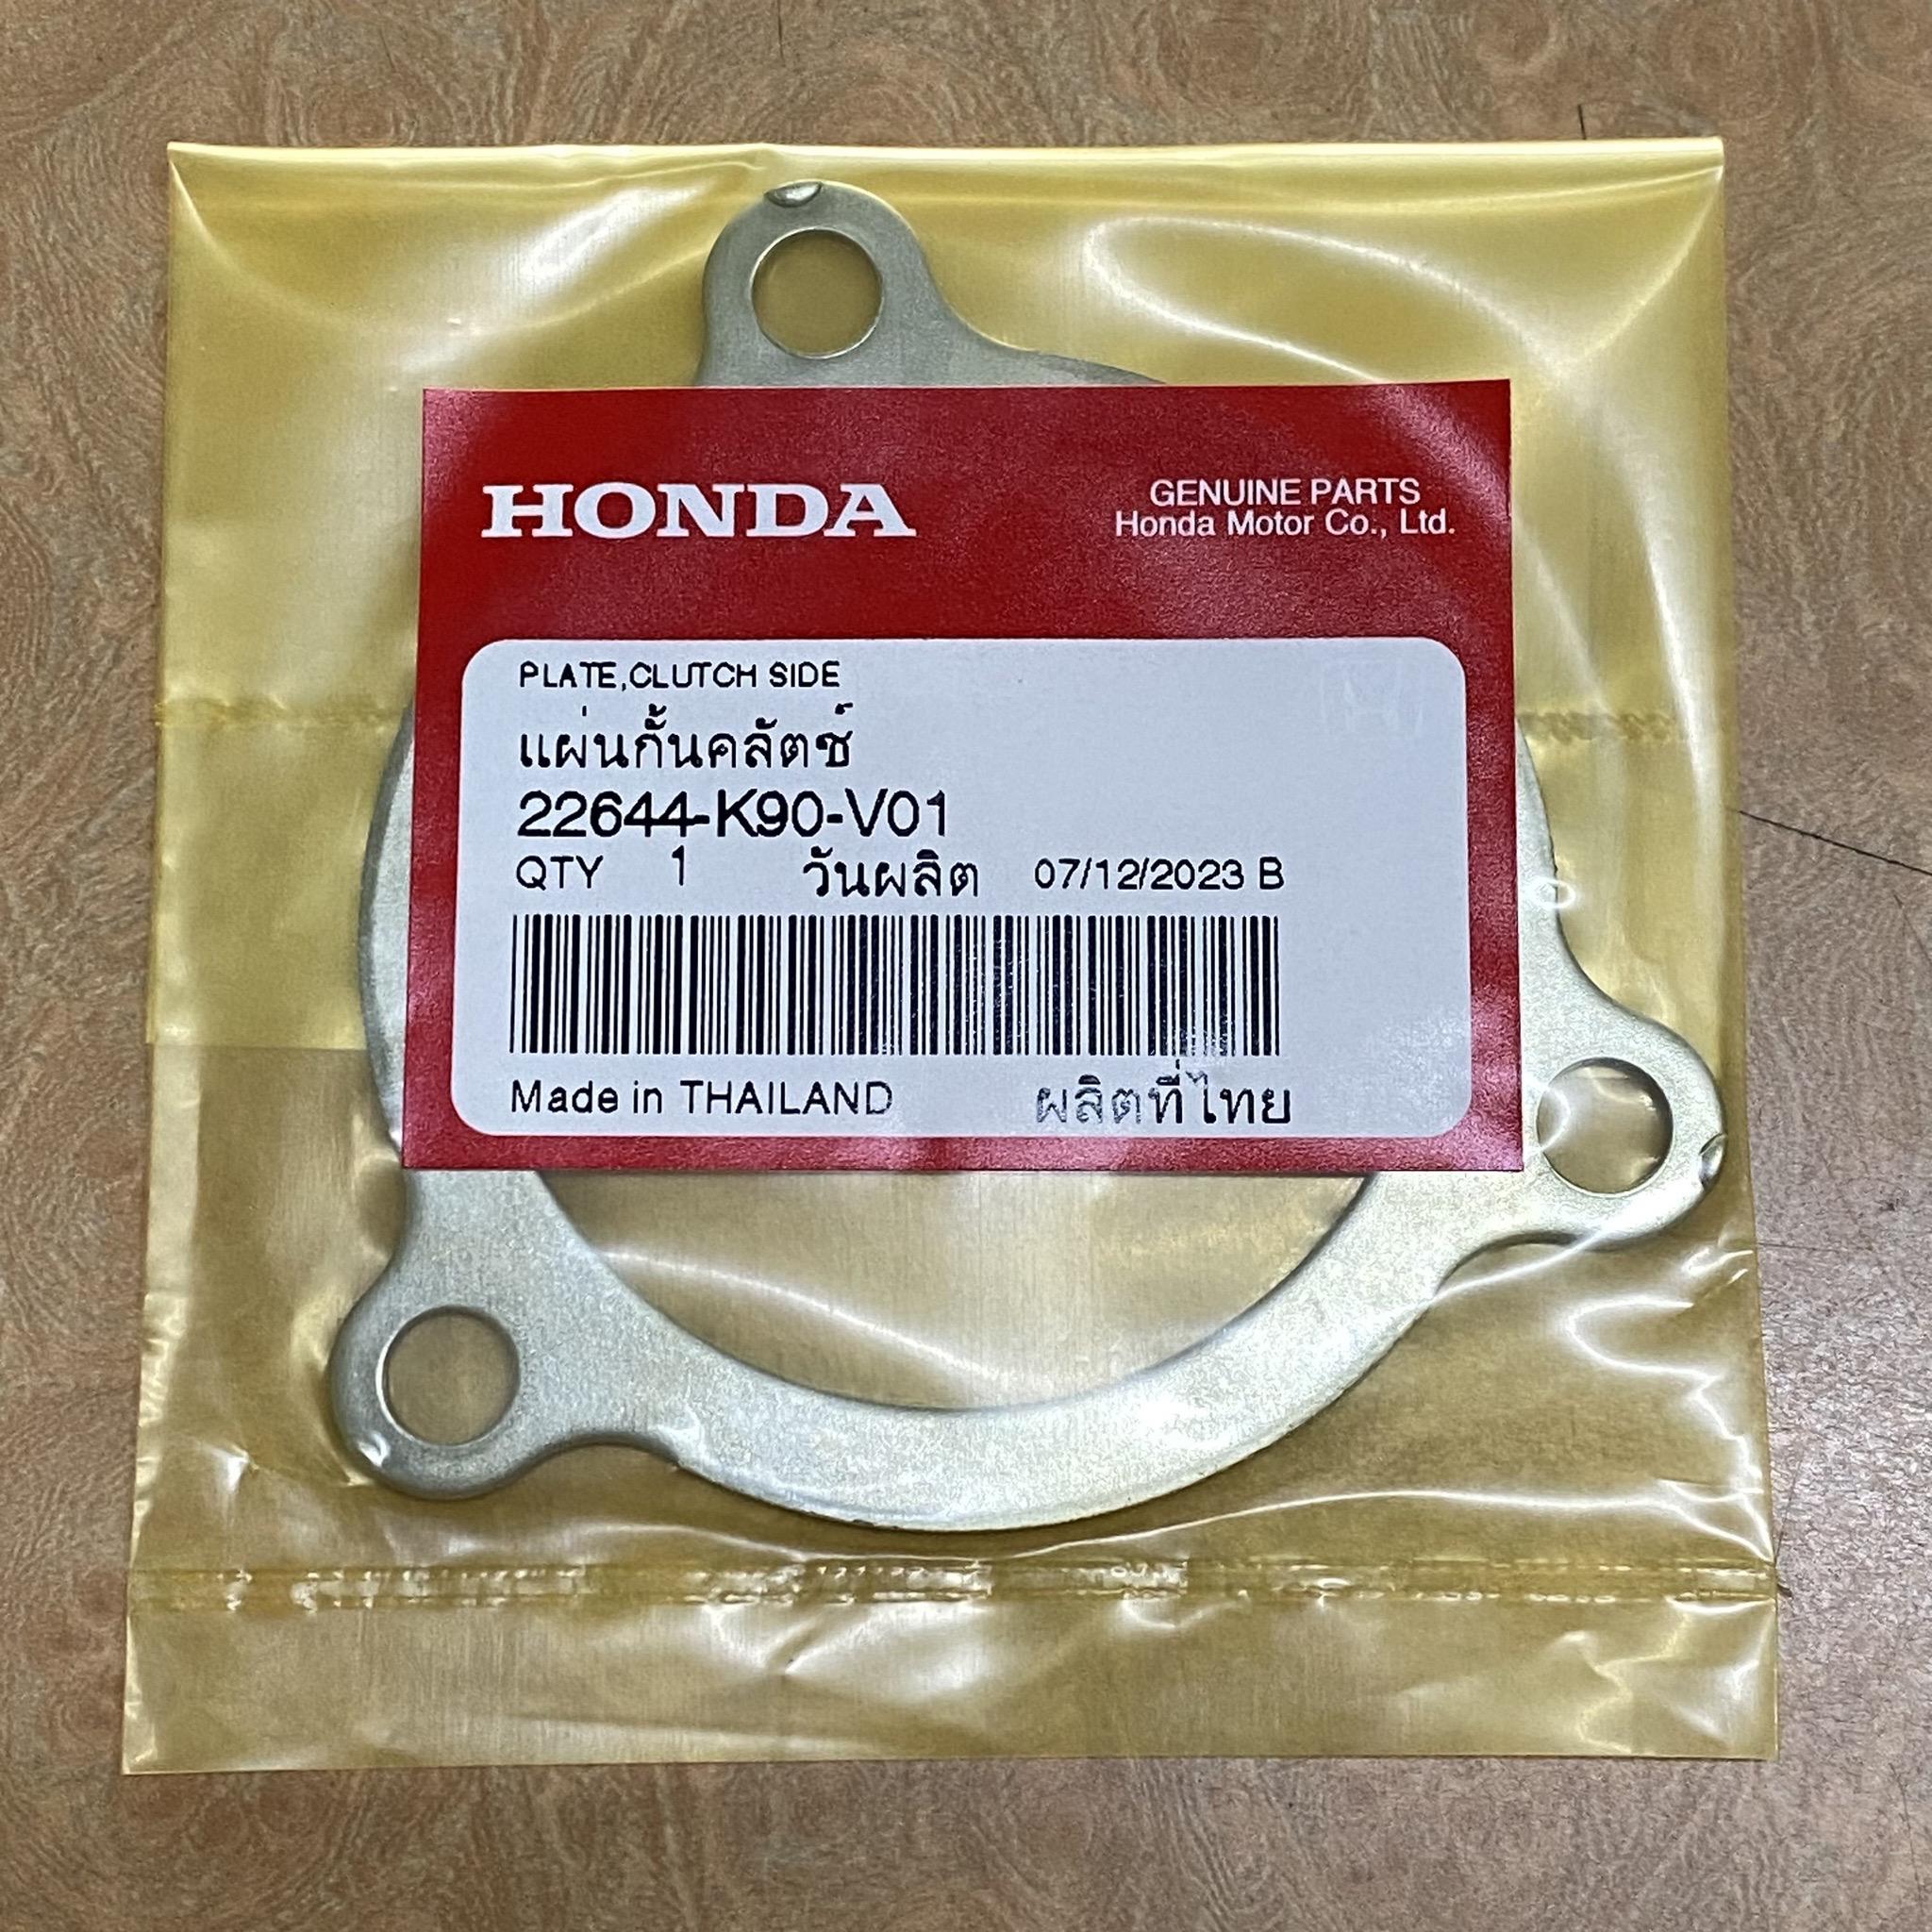 HONDA
GENUINE PARTS
Honda Motor Co., Ltd.
PLATE,CLUTCH SIDE
แผ่นกั้นคลัตช์
22644-K90-V01
QTY 1 วันผลิต 07/12/2023 B
Made in THAILAND ผลิตที่ไทย